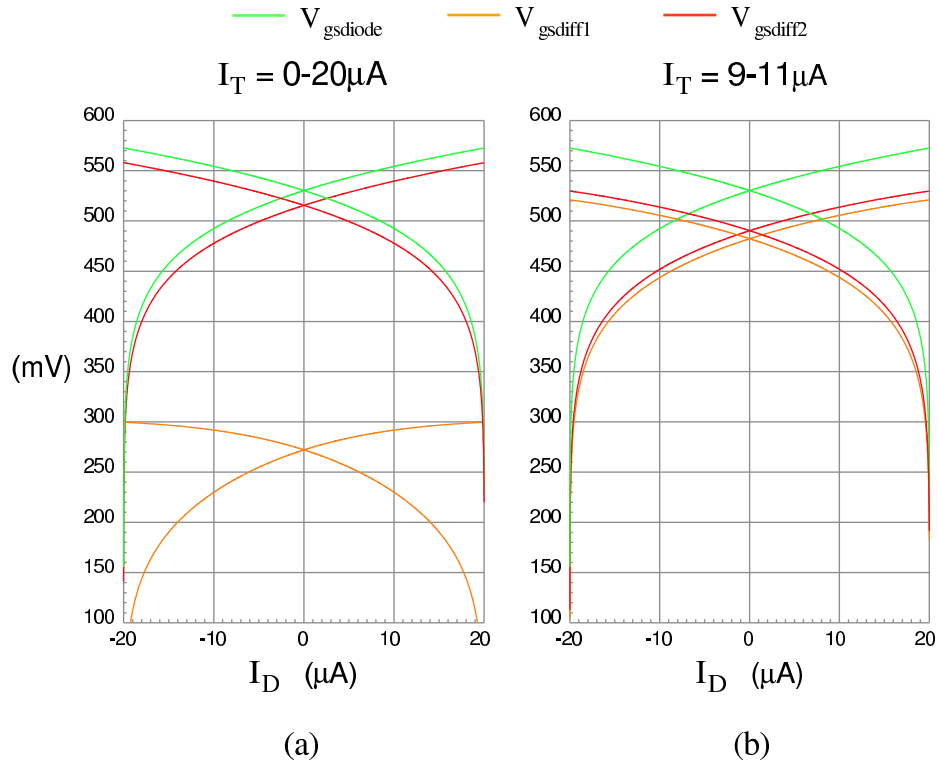 V gsdiode V gsdiff1 V gsdiff2
I T = 0-20µA I T = 9-11µA
600 600
550 550
500 500
450 450
400 400
(mV)
350 350
300 300
250 250
200 200
150 150
100 100
-20 -10 0 10 20 -20 -10 0 10 20
I D (µA) I D (µA)
(a) (b)